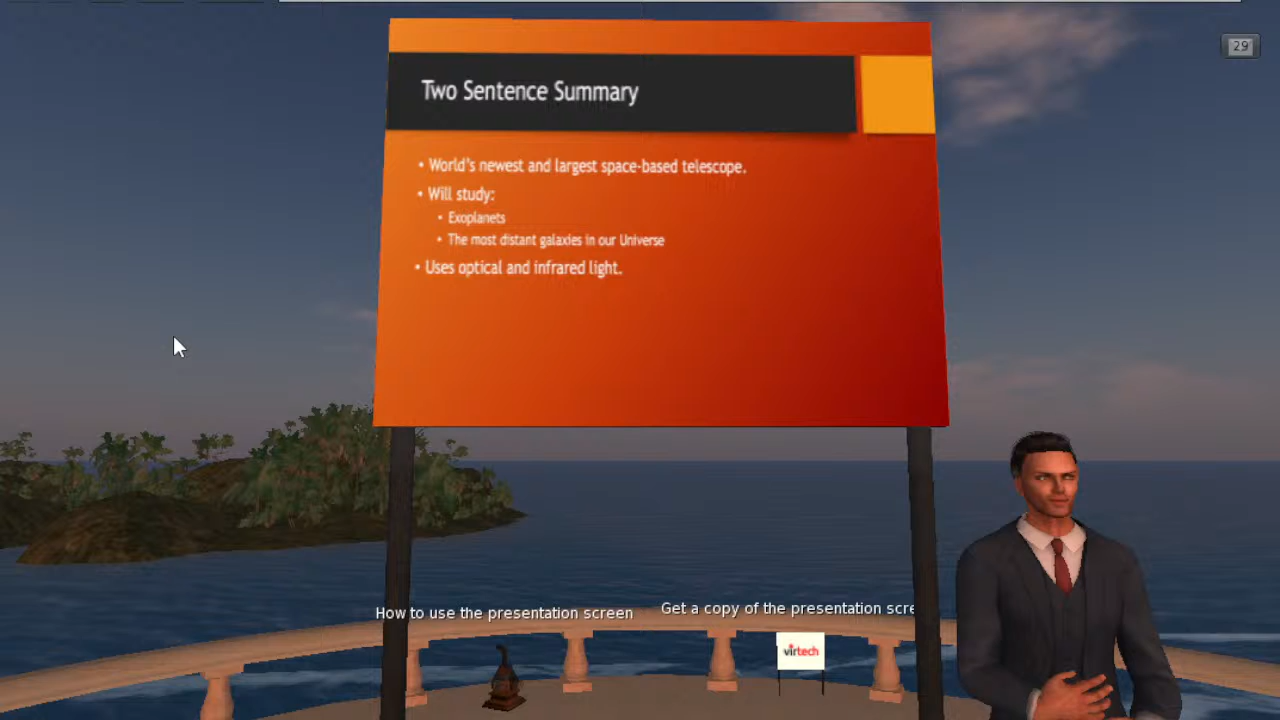 29
Two Sentence Summary
• World's newest and largest space-based telescope.
• Will study:
• Exoplanets
• The most distant galaxies in our Universe
• Uses optical and infrared light.
How to use the presentation screen
Get a copy of the presentation scre
virtech